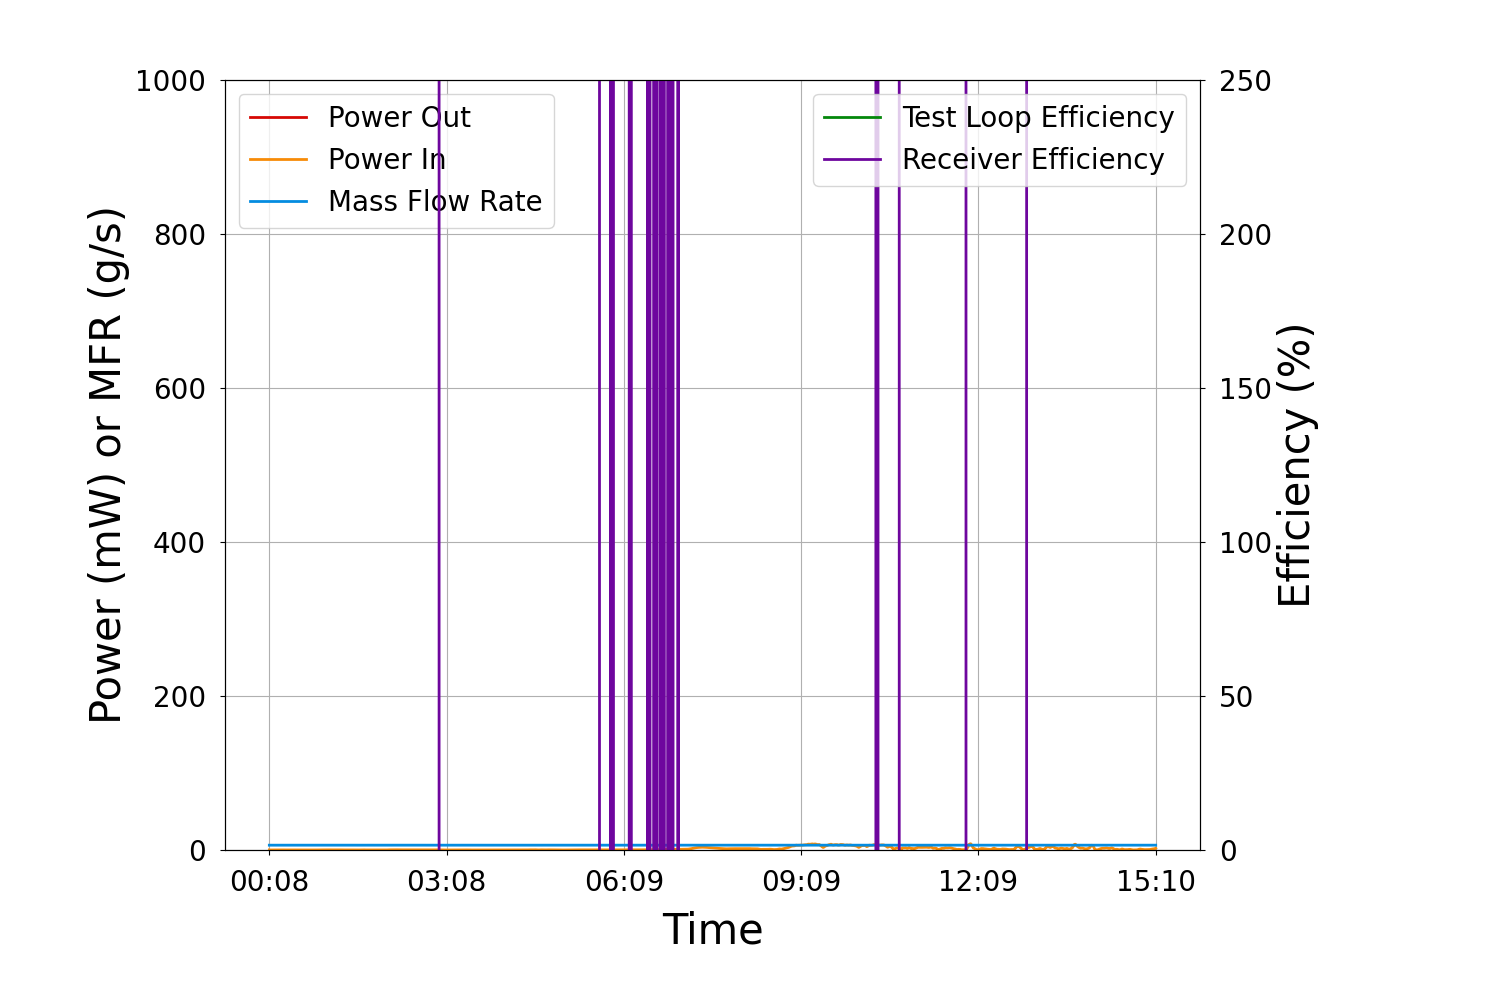 1000
800
600
400
200
0
Power (mW) or MFR (g/s)
Power Out
Power In
Mass Flow Rate
Test Loop Efficiency
Receiver Efficiency
250
200
150
100
50
0
Efficiency (%)
00:08 03:08 06:09 09:09 12:09 15:10
Time